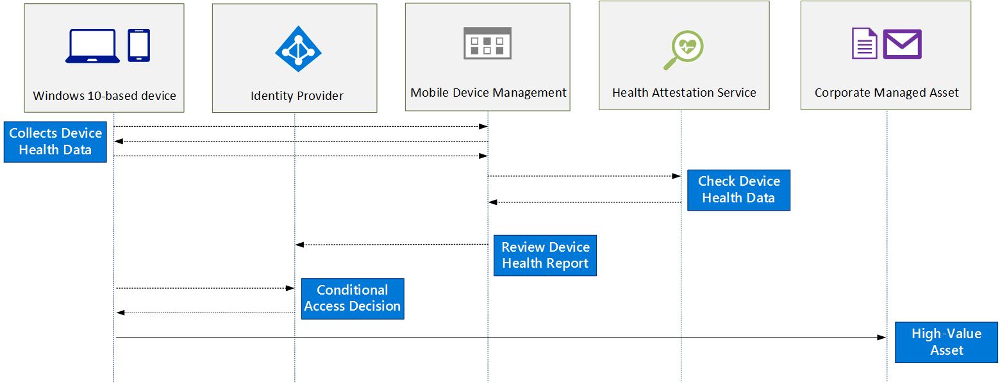 Windows 10-based device
Identity Provider
Mobile Device Management
Health Attestation Service
Corporate Managed Asset
Collects Device
Health Data
Check Device
Health Data
Review Device
Health Report
Conditional
Access Decision
High-Value
Asset